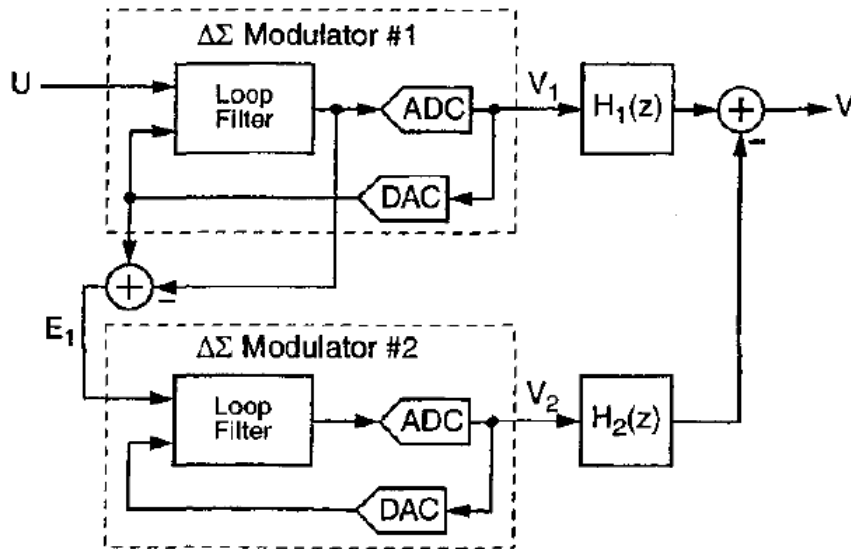 ΔΣ Modulator #1
U
Loop
Filter
ADC
V₁
H₁(z)
+
V
-
DAC
+
-
E₁
ΔΣ Modulator #2
Loop
Filter
ADC
V₂
H₂(z)
DAC